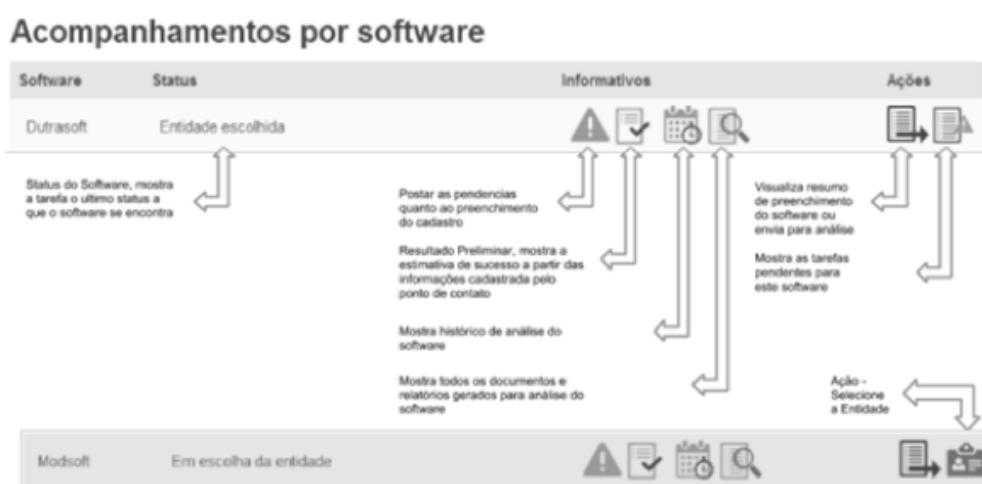 Acompanhamentos por software
Software Status Informativos Ações
Dutrasoft Entidade escolhida
Status do Software, mostra
a tarefa o ultimo status a
que o software se encontra
Postar as pendencias
quanto ao preenchimento
do cadastro
Resultado Preliminar, mostra a
estimativa de sucesso a partir das
informações cadastrada pelo
ponto de contato
Mostra histórico de análise do
software
Mostra todos os documentos e
relatórios gerados para análise do
software
Visualiza resumo
de preenchimento
do software ou
envia para análise
Mostra as tarefas
pendentes para
este software
Ação -
Selecione
a Entidade
Modsoft Em escolha da entidade